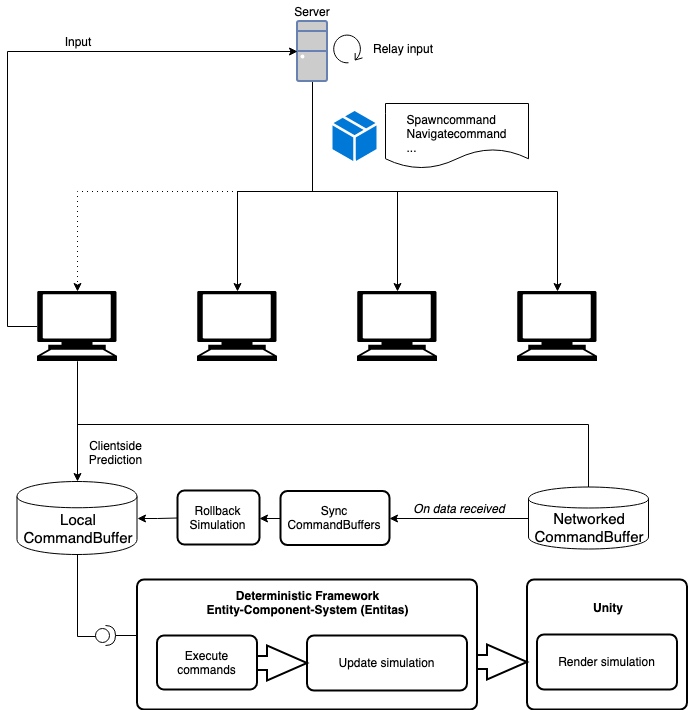 Server
Input
Relay input
Spawncommand
Navigatecommand
...
Clientside
Prediction
Local
CommandBuffer
Rollback
Simulation
Sync
CommandBuffers
On data received
Networked
CommandBuffer
Deterministic Framework
Entity-Component-System (Entitas)
Execute
commands
Update simulation
Unity
Render simulation